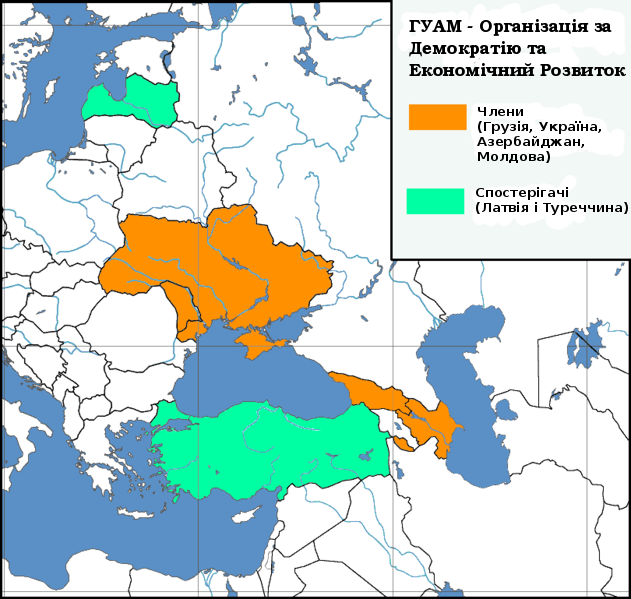 ГУАМ - Організація за
Демократію та
Економічний Розвиток
Члени
(Грузія, Україна,
Азербайджан,
Молдова)
Спостерігачі
(Латвія і Туреччина)